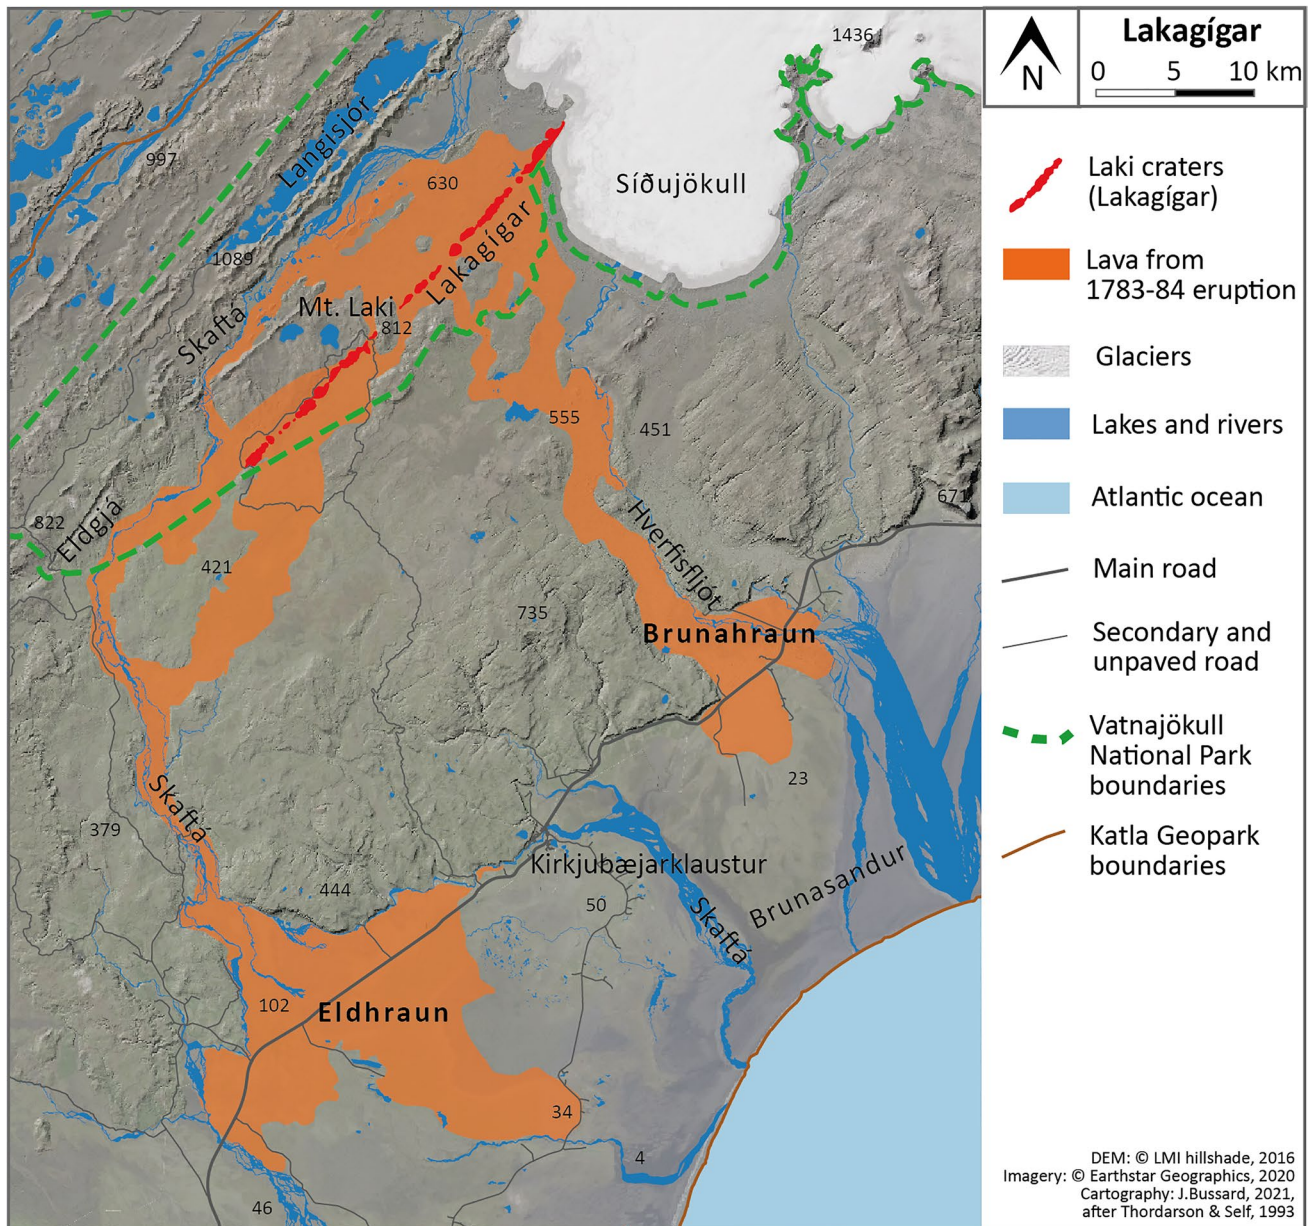 1436
Langisjór
997
630
Síðujökull
1089
Lakagígar
Mt. Laki
812
Skaftá
555
451
671
822
Eldgjá
Hverfisfljót
421
735
Brunahraun
23
Skaftá
379
Kirkjubæjarklaustur
444
50
Skaftá
Brunasandur
102
Eldhraun
34
4
46
N
Lakagígar
0 5 10 km
Laki craters
(Lakagígar)
Lava from
1783-84 eruption
Glaciers
Lakes and rivers
Atlantic ocean
Main road
Secondary and
unpaved road
Vatnajökull
National Park
boundaries
Katla Geopark
boundaries
DEM: © LMI hillshade, 2016
Imagery: © Earthstar Geographics, 2020
Cartography: J.Bussard, 2021,
after Thordarson & Self, 1993